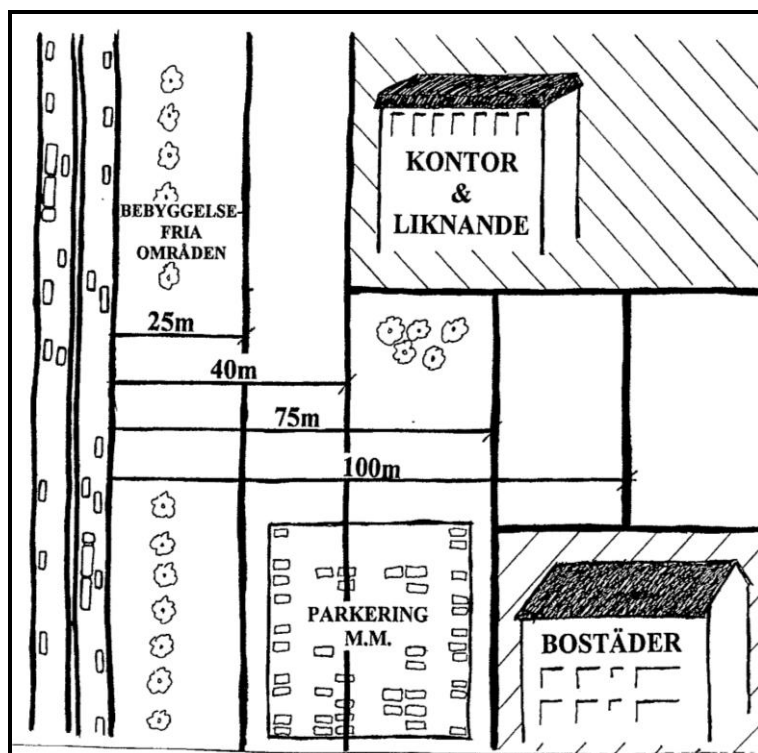 KONTOR
&
LIKNANDE
BEBYGGELSE-
FRIA
OMRÅDEN
25m
40m
75m
100m
PARKERING
M.M.
BOSTÄDER